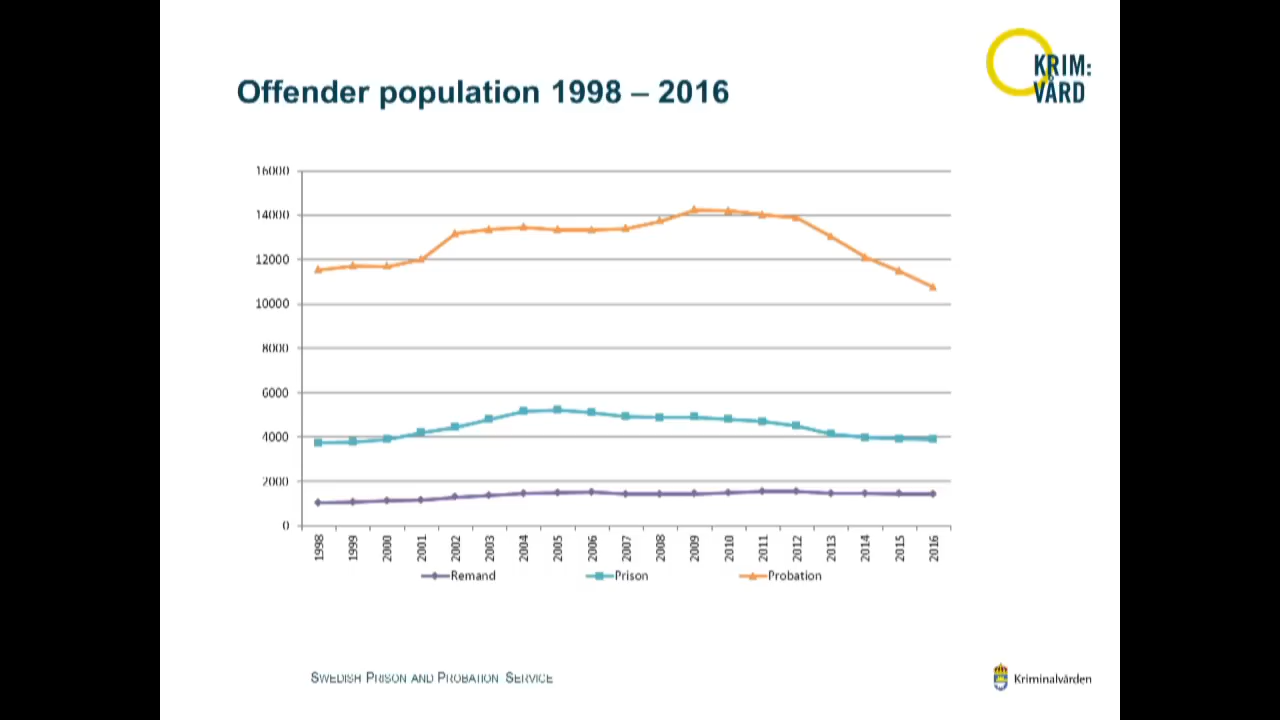 KRIM:
VÅRD
Offender population 1998 – 2016
16000
14000
12000
10000
8000
6000
4000
2000
0
1998 1999 2000 2001 2002 2003 2004 2005 2006 2007 2008 2009 2010 2011 2012 2013 2014 2015 2016
Remand Prison Probation
SWEDISH PRISON AND PROBATION SERVICE
Kriminalvården